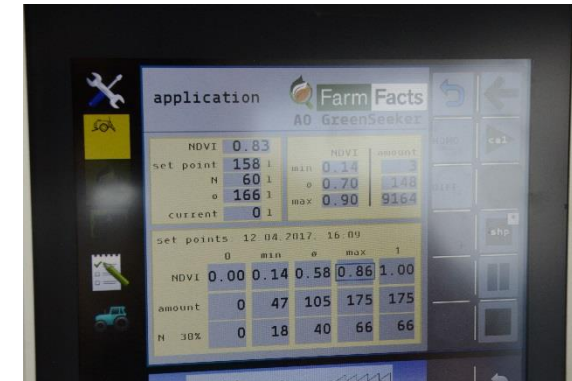 application
Farm Facts
AO GreenSeeker
NDVI 0.83
set point 158 l
N 60 l
ø 166 l
current 0 l
NDVI amount
min 0.14 3
ø 0.70 148
max 0.90 9164
cal
shp
set points 12.04.2017. 16:09
0 min ø max 1
NDVI 0.00 0.14 0.58 0.86 1.00
amount 0 47 105 175 175
N 38% 0 18 40 66 66